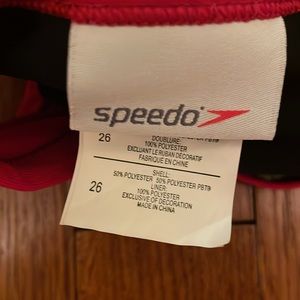 speedo
26
DOUBLURE:
100% POLYESTER
EXCLUANT LE RUBAN DÉCORATIF
FABRIQUÉ EN CHINE
26
SHELL:
50% POLYESTER 50% POLYESTER PBT®
LINER:
100% POLYESTER
EXCLUSIVE OF DECORATION
MADE IN CHINA